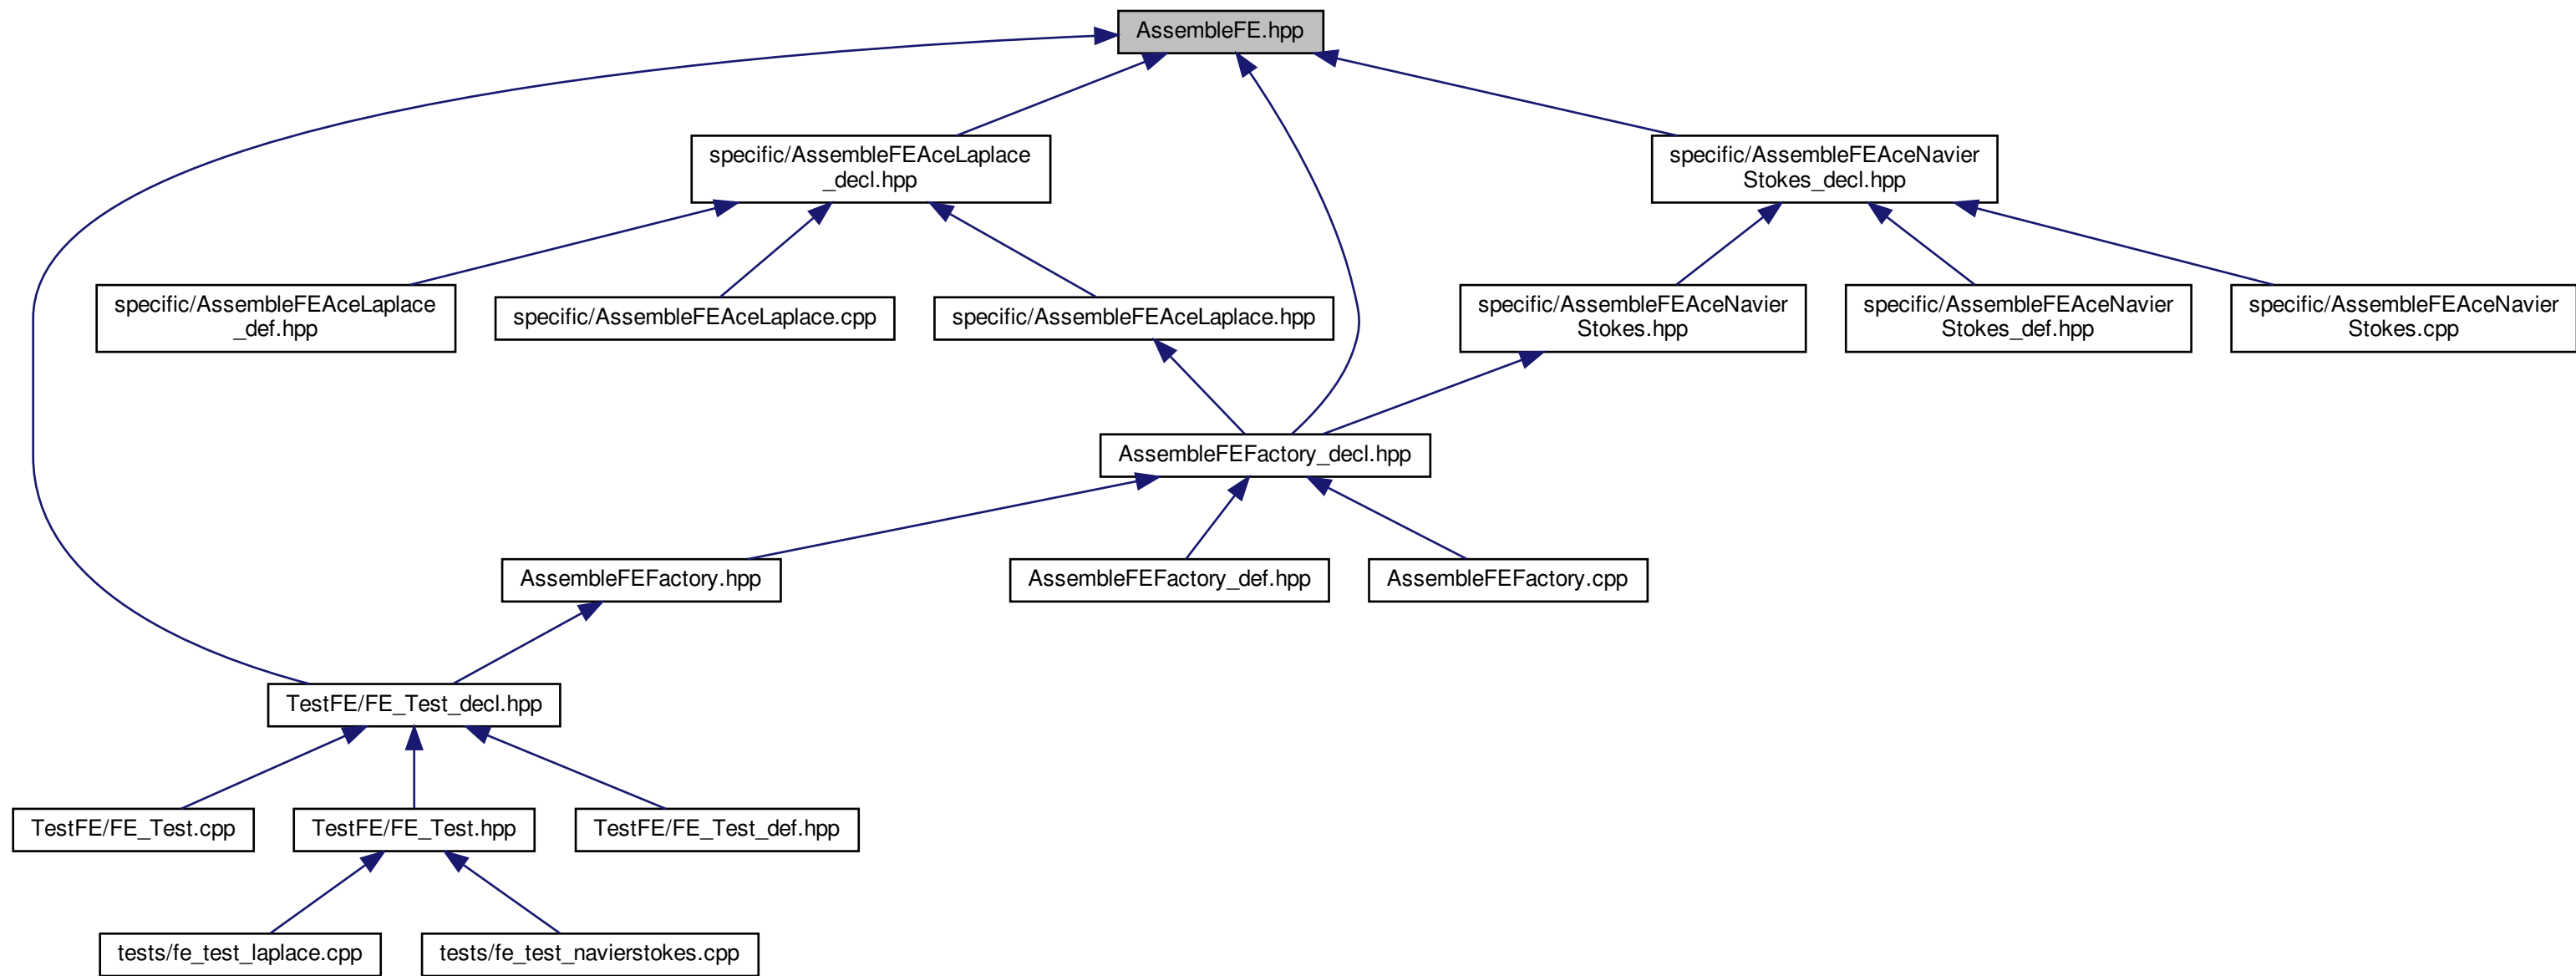 AssembleFE.hpp
specific/AssembleFEAceLaplace
_decl.hpp
specific/AssembleFEAceNavier
Stokes_decl.hpp
specific/AssembleFEAceLaplace
_def.hpp
specific/AssembleFEAceLaplace.cpp
specific/AssembleFEAceLaplace.hpp
specific/AssembleFEAceNavier
Stokes.hpp
specific/AssembleFEAceNavier
Stokes_def.hpp
specific/AssembleFEAceNavier
Stokes.cpp
AssembleFEFactory_decl.hpp
AssembleFEFactory.hpp
AssembleFEFactory_def.hpp
AssembleFEFactory.cpp
TestFE/FE_Test_decl.hpp
TestFE/FE_Test.cpp
TestFE/FE_Test.hpp
TestFE/FE_Test_def.hpp
tests/fe_test_laplace.cpp
tests/fe_test_navierstokes.cpp